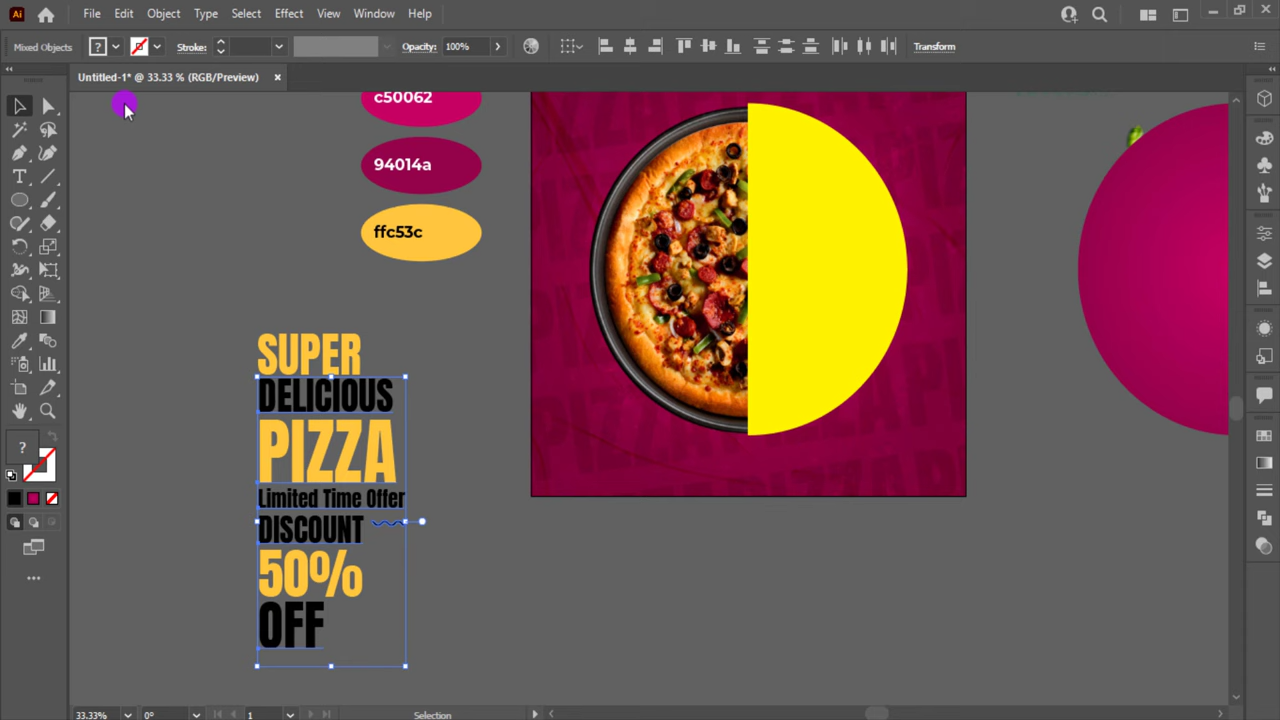 Ai File Edit Object Type Select Effect View Window Help
Mixed Objects ? Stroke: Opacity: 100% Transform
Untitled-1* @ 33.33 % (RGB/Preview) ×
c50062
94014a
ffc53c
SUPER
DELICIOUS
PIZZA
Limited Time Offer
DISCOUNT
50%
OFF
?
33.33% 0° 1 Selection